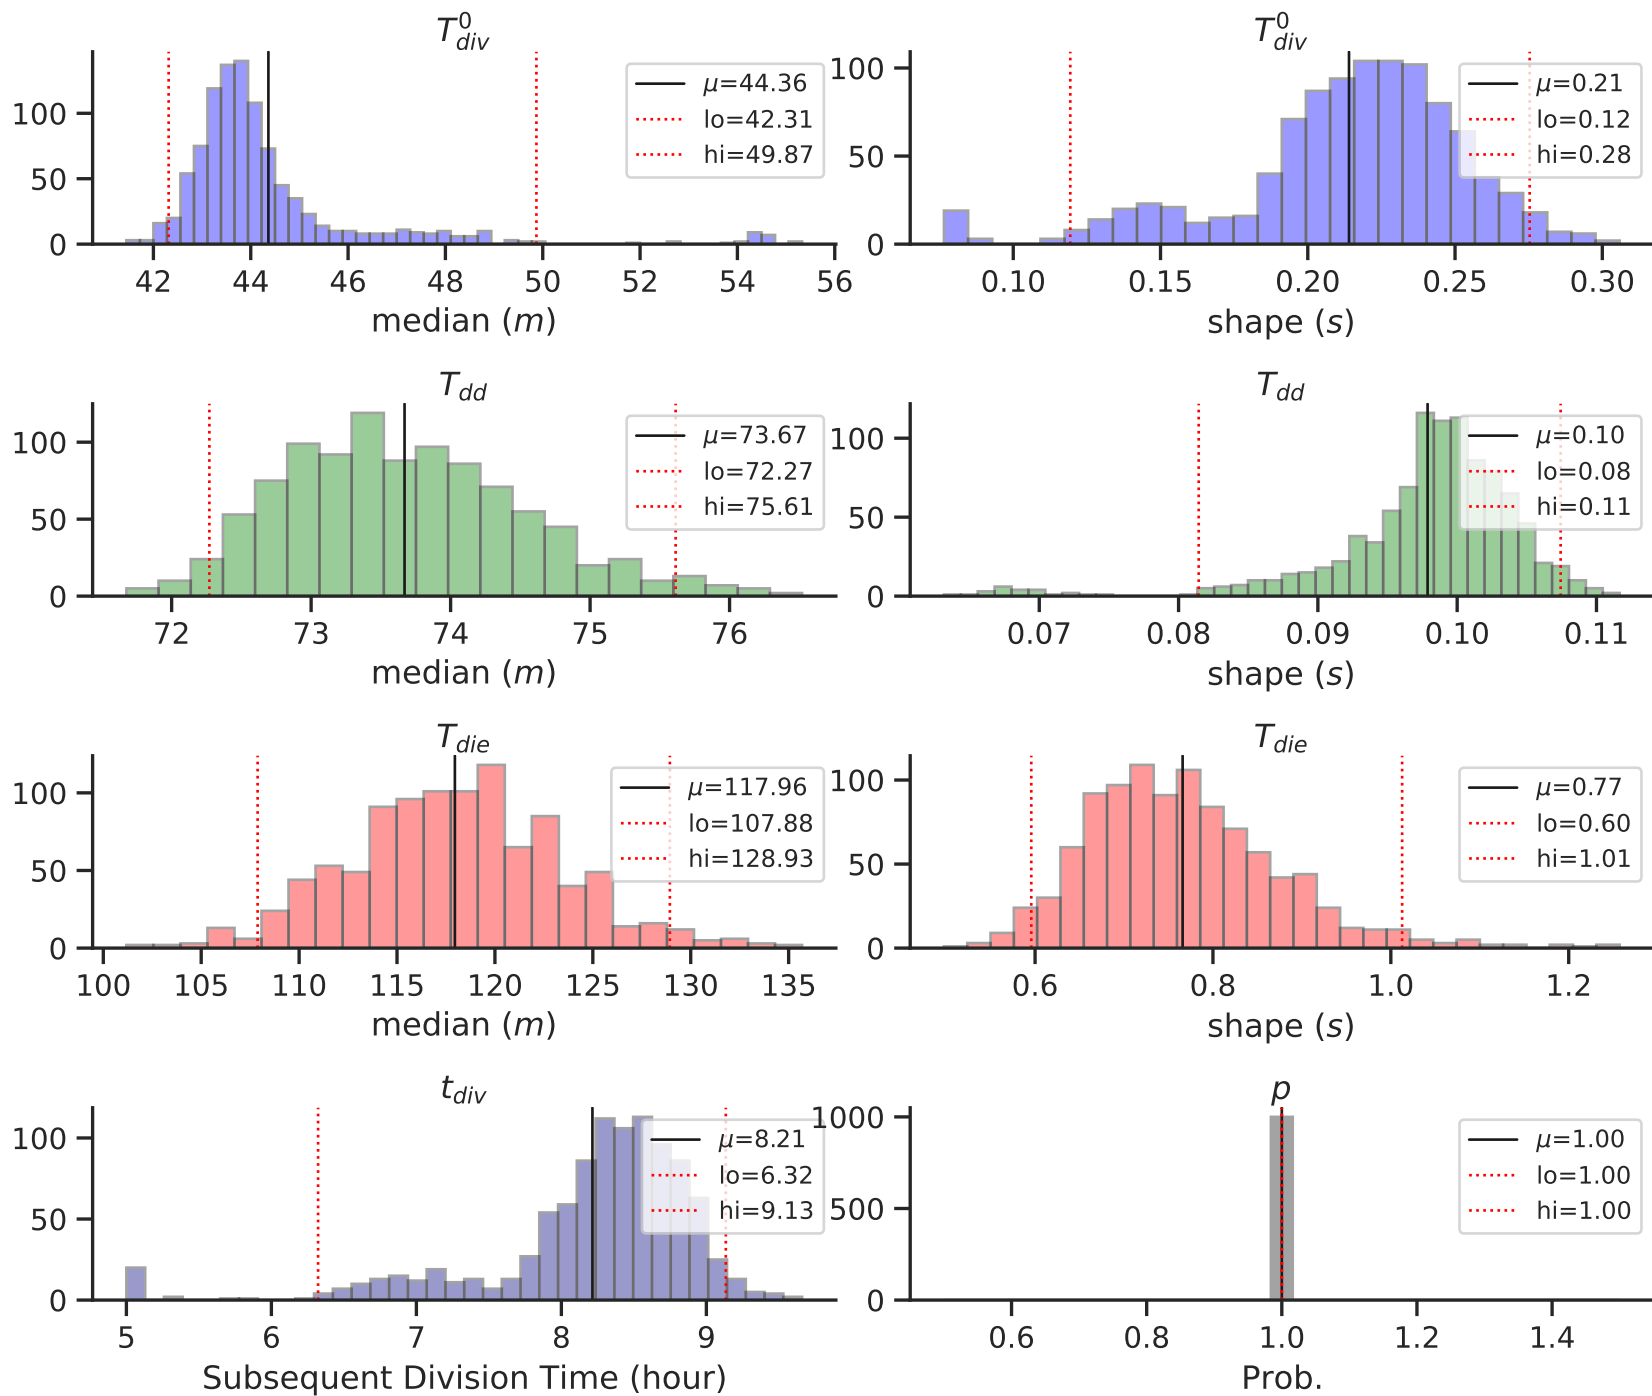 T⁰div
100
50
0
42 44 46 48 50 52 54 56
median (m)
μ=44.36
lo=42.31
hi=49.87
T⁰div
100
50
0
0.10 0.15 0.20 0.25 0.30
shape (s)
μ=0.21
lo=0.12
hi=0.28
Tdd
100
50
0
72 73 74 75 76
median (m)
μ=73.67
lo=72.27
hi=75.61
Tdd
100
50
0
0.07 0.08 0.09 0.10 0.11
shape (s)
μ=0.10
lo=0.08
hi=0.11
Tdie
100
50
0
100 105 110 115 120 125 130 135
median (m)
μ=117.96
lo=107.88
hi=128.93
Tdie
100
50
0
0.6 0.8 1.0 1.2
shape (s)
μ=0.77
lo=0.60
hi=1.01
tdiv
100
50
0
5 6 7 8 9
Subsequent Division Time (hour)
μ=8.21
lo=6.32
hi=9.13
p
1000
500
0
0.6 0.8 1.0 1.2 1.4
Prob.
μ=1.00
lo=1.00
hi=1.00